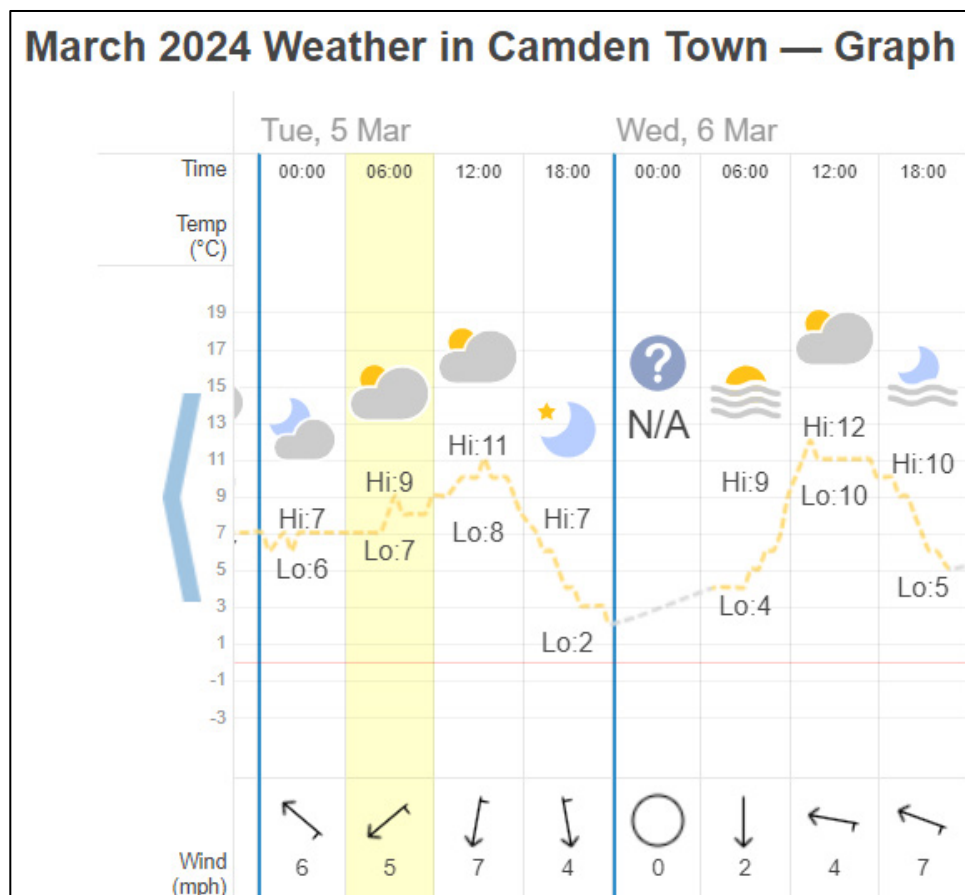 March 2024 Weather in Camden Town — Graph
Tue, 5 Mar Wed, 6 Mar
Time 00:00 06:00 12:00 18:00 00:00 06:00 12:00 18:00
Temp
(°C)
19
17
?
15
N/A
13
Hi:12
Hi:11
11
Hi:10
Hi:9 Hi:9
9
Lo:10
Hi:7 Hi:7
7
Lo:8
Lo:7
Lo:6
5
Lo:5
Lo:4
3
Lo:2
1
-1
-3
Wind 6 5 7 4 0 2 4 7
(mph)